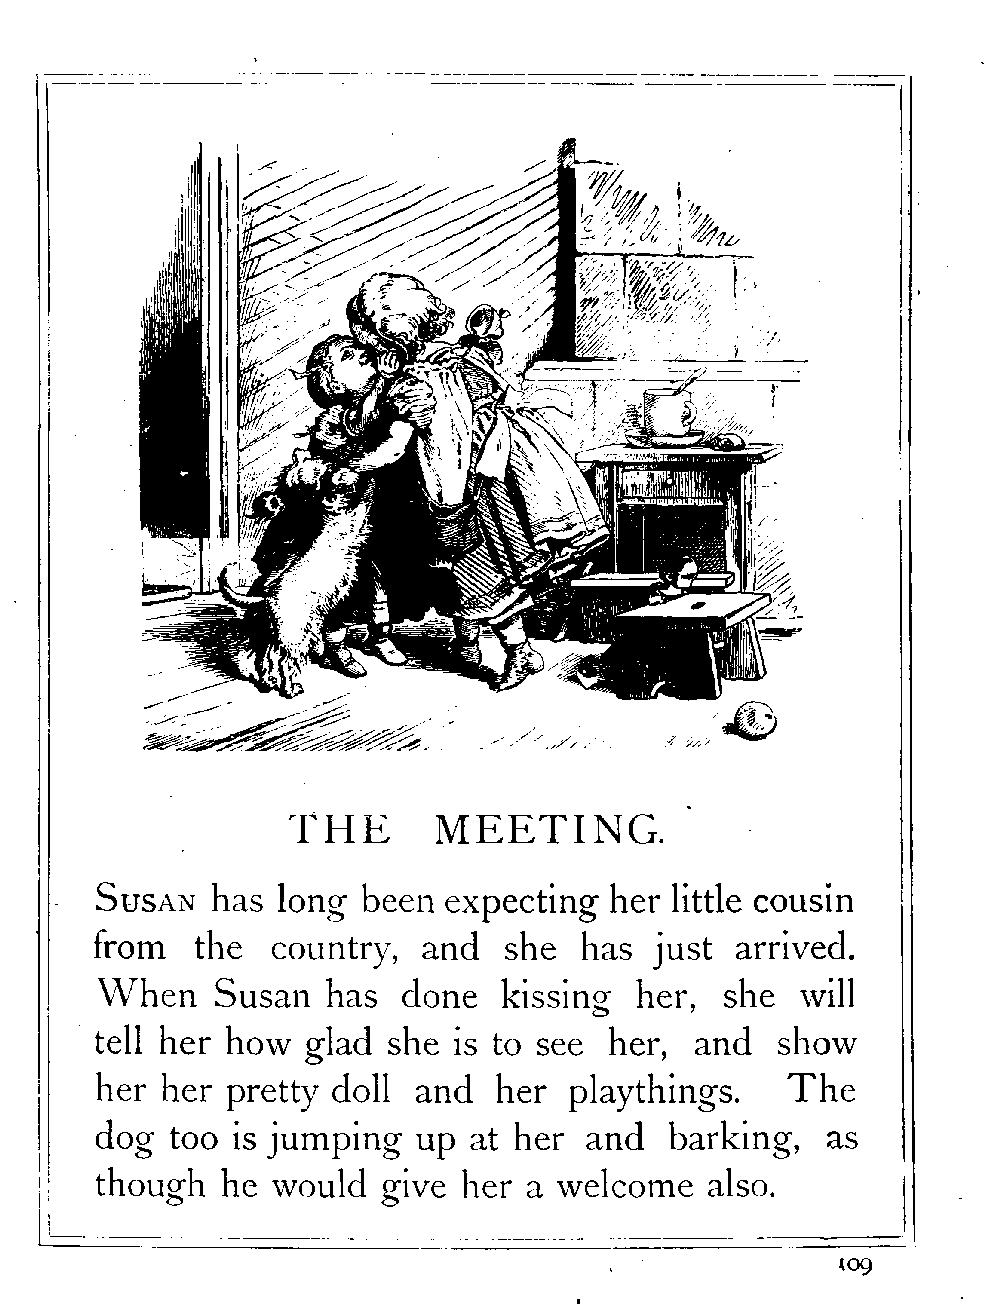 THE MEETING.
SUSAN has long been expecting her little cousin
from the country, and she has just arrived.
When Susan has done kissing her, she will
tell her how glad she is to see her, and show
her her pretty doll and her playthings. The
dog too is jumping up at her and barking, as
though he would give her a welcome also.
109